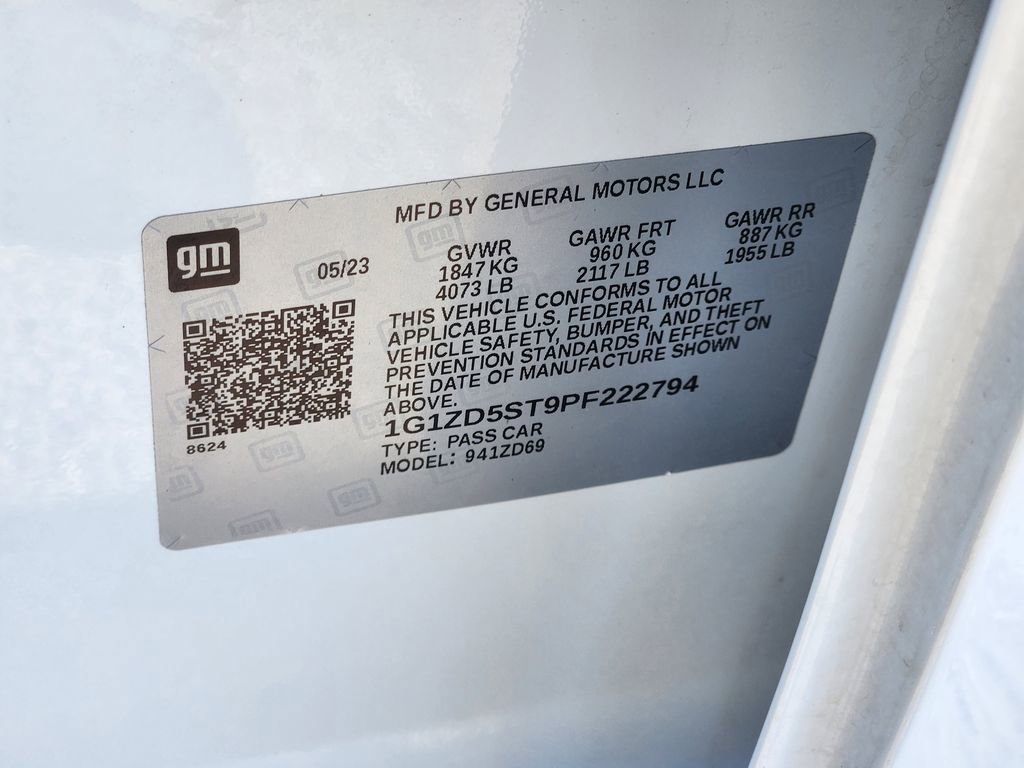 MFD BY GENERAL MOTORS LLC
gm
05/23
GVWR
1847 KG
4073 LB
GAWR FRT
960 KG
2117 LB
GAWR RR
887 KG
1955 LB
THIS VEHICLE CONFORMS TO ALL
APPLICABLE U.S. FEDERAL MOTOR
VEHICLE SAFETY, BUMPER, AND THEFT
PREVENTION STANDARDS IN EFFECT ON
THE DATE OF MANUFACTURE SHOWN
ABOVE.
1G1ZD5ST9PF222794
TYPE: PASS CAR
MODEL: 941ZD69
8624